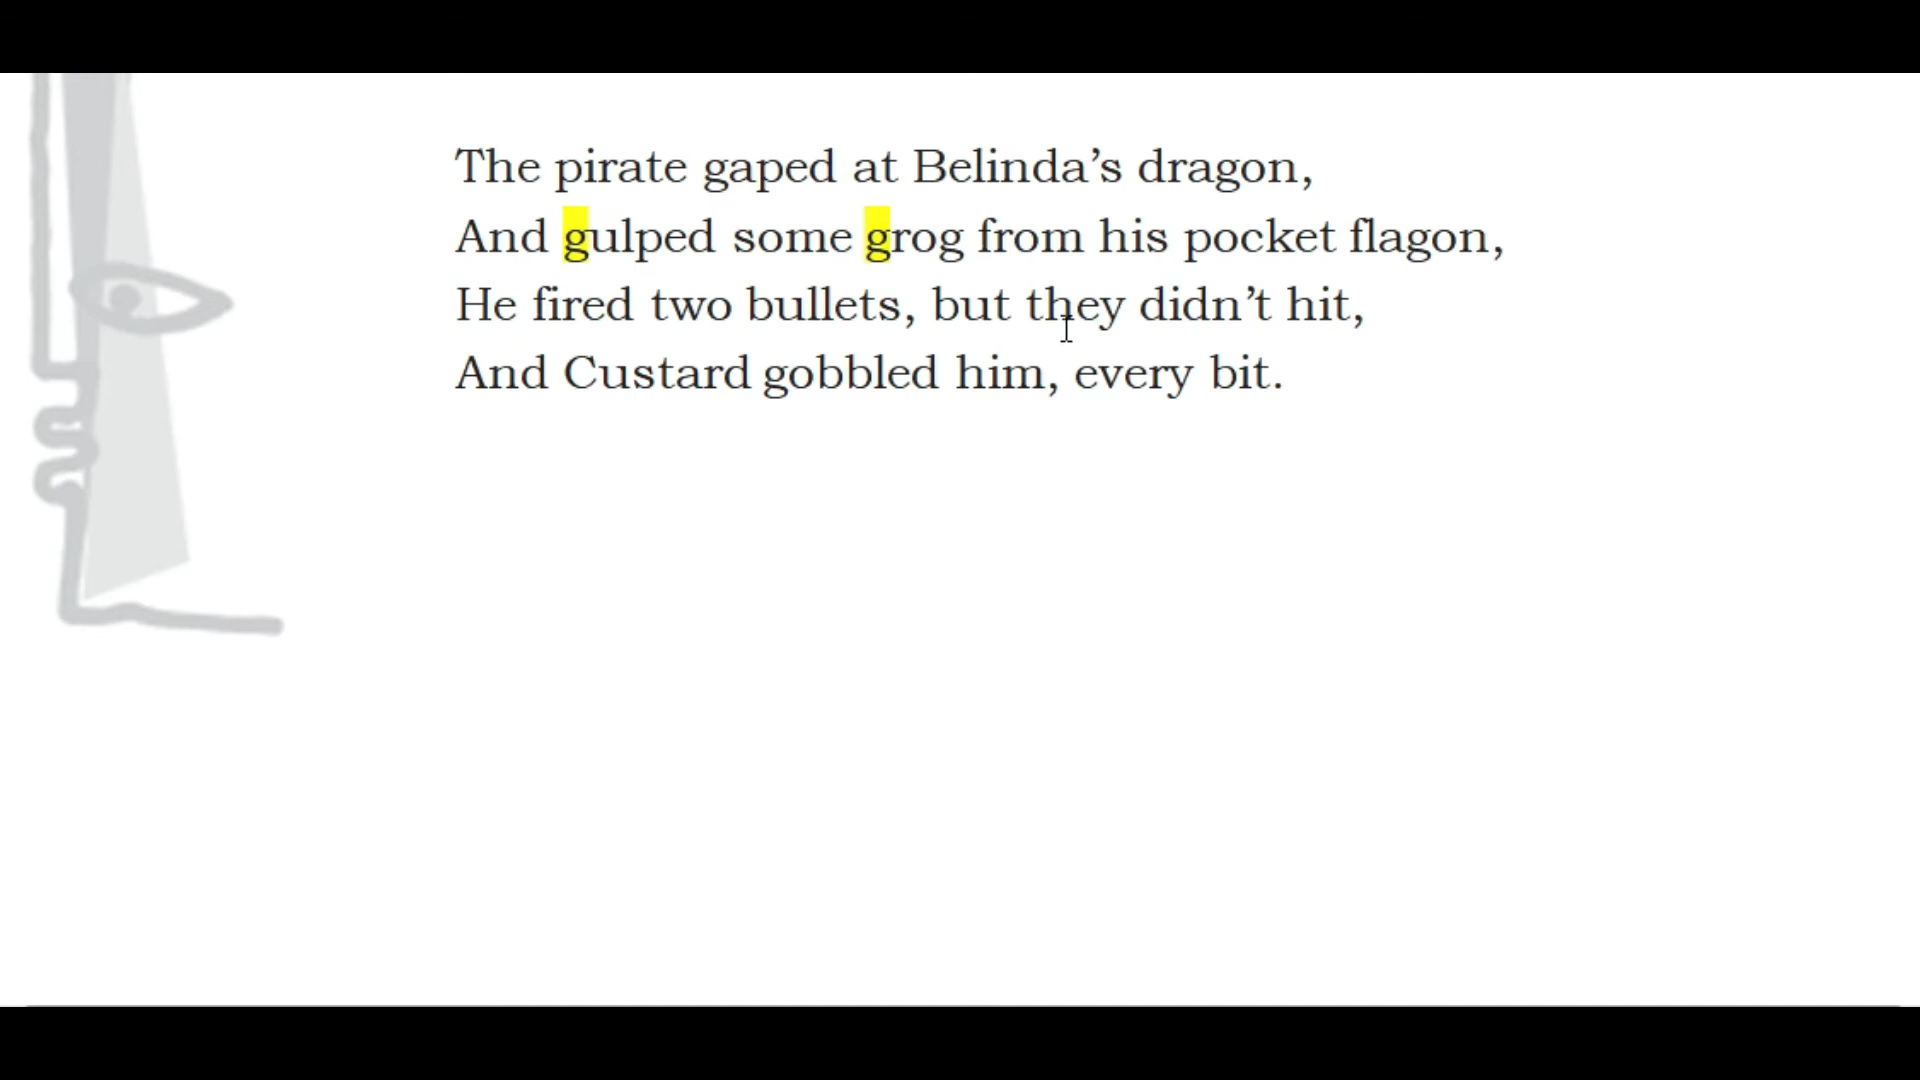 The pirate gaped at Belinda’s dragon,
And gulped some grog from his pocket flagon,
He fired two bullets, but they didn’t hit,
And Custard gobbled him, every bit.